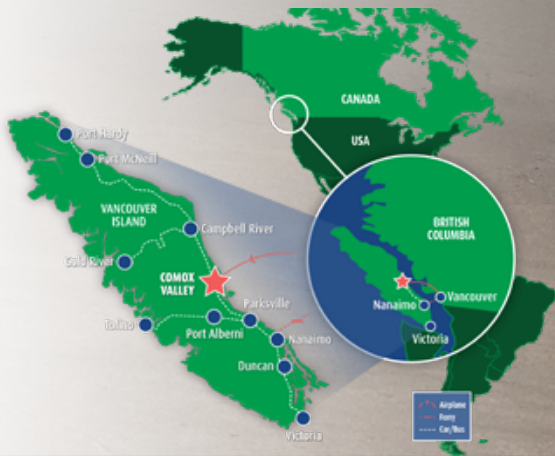 CANADA
USA
Port Hardy
Port McNeill
VANCOUVER
ISLAND
Campbell River
Gold River
COMOX
VALLEY
BRITISH
COLUMBIA
Nanaimo
Vancouver
Victoria
Parksville
Tofino
Port Alberni
Nanaimo
Duncan
Victoria
Airplane
Ferry
Car/Bus